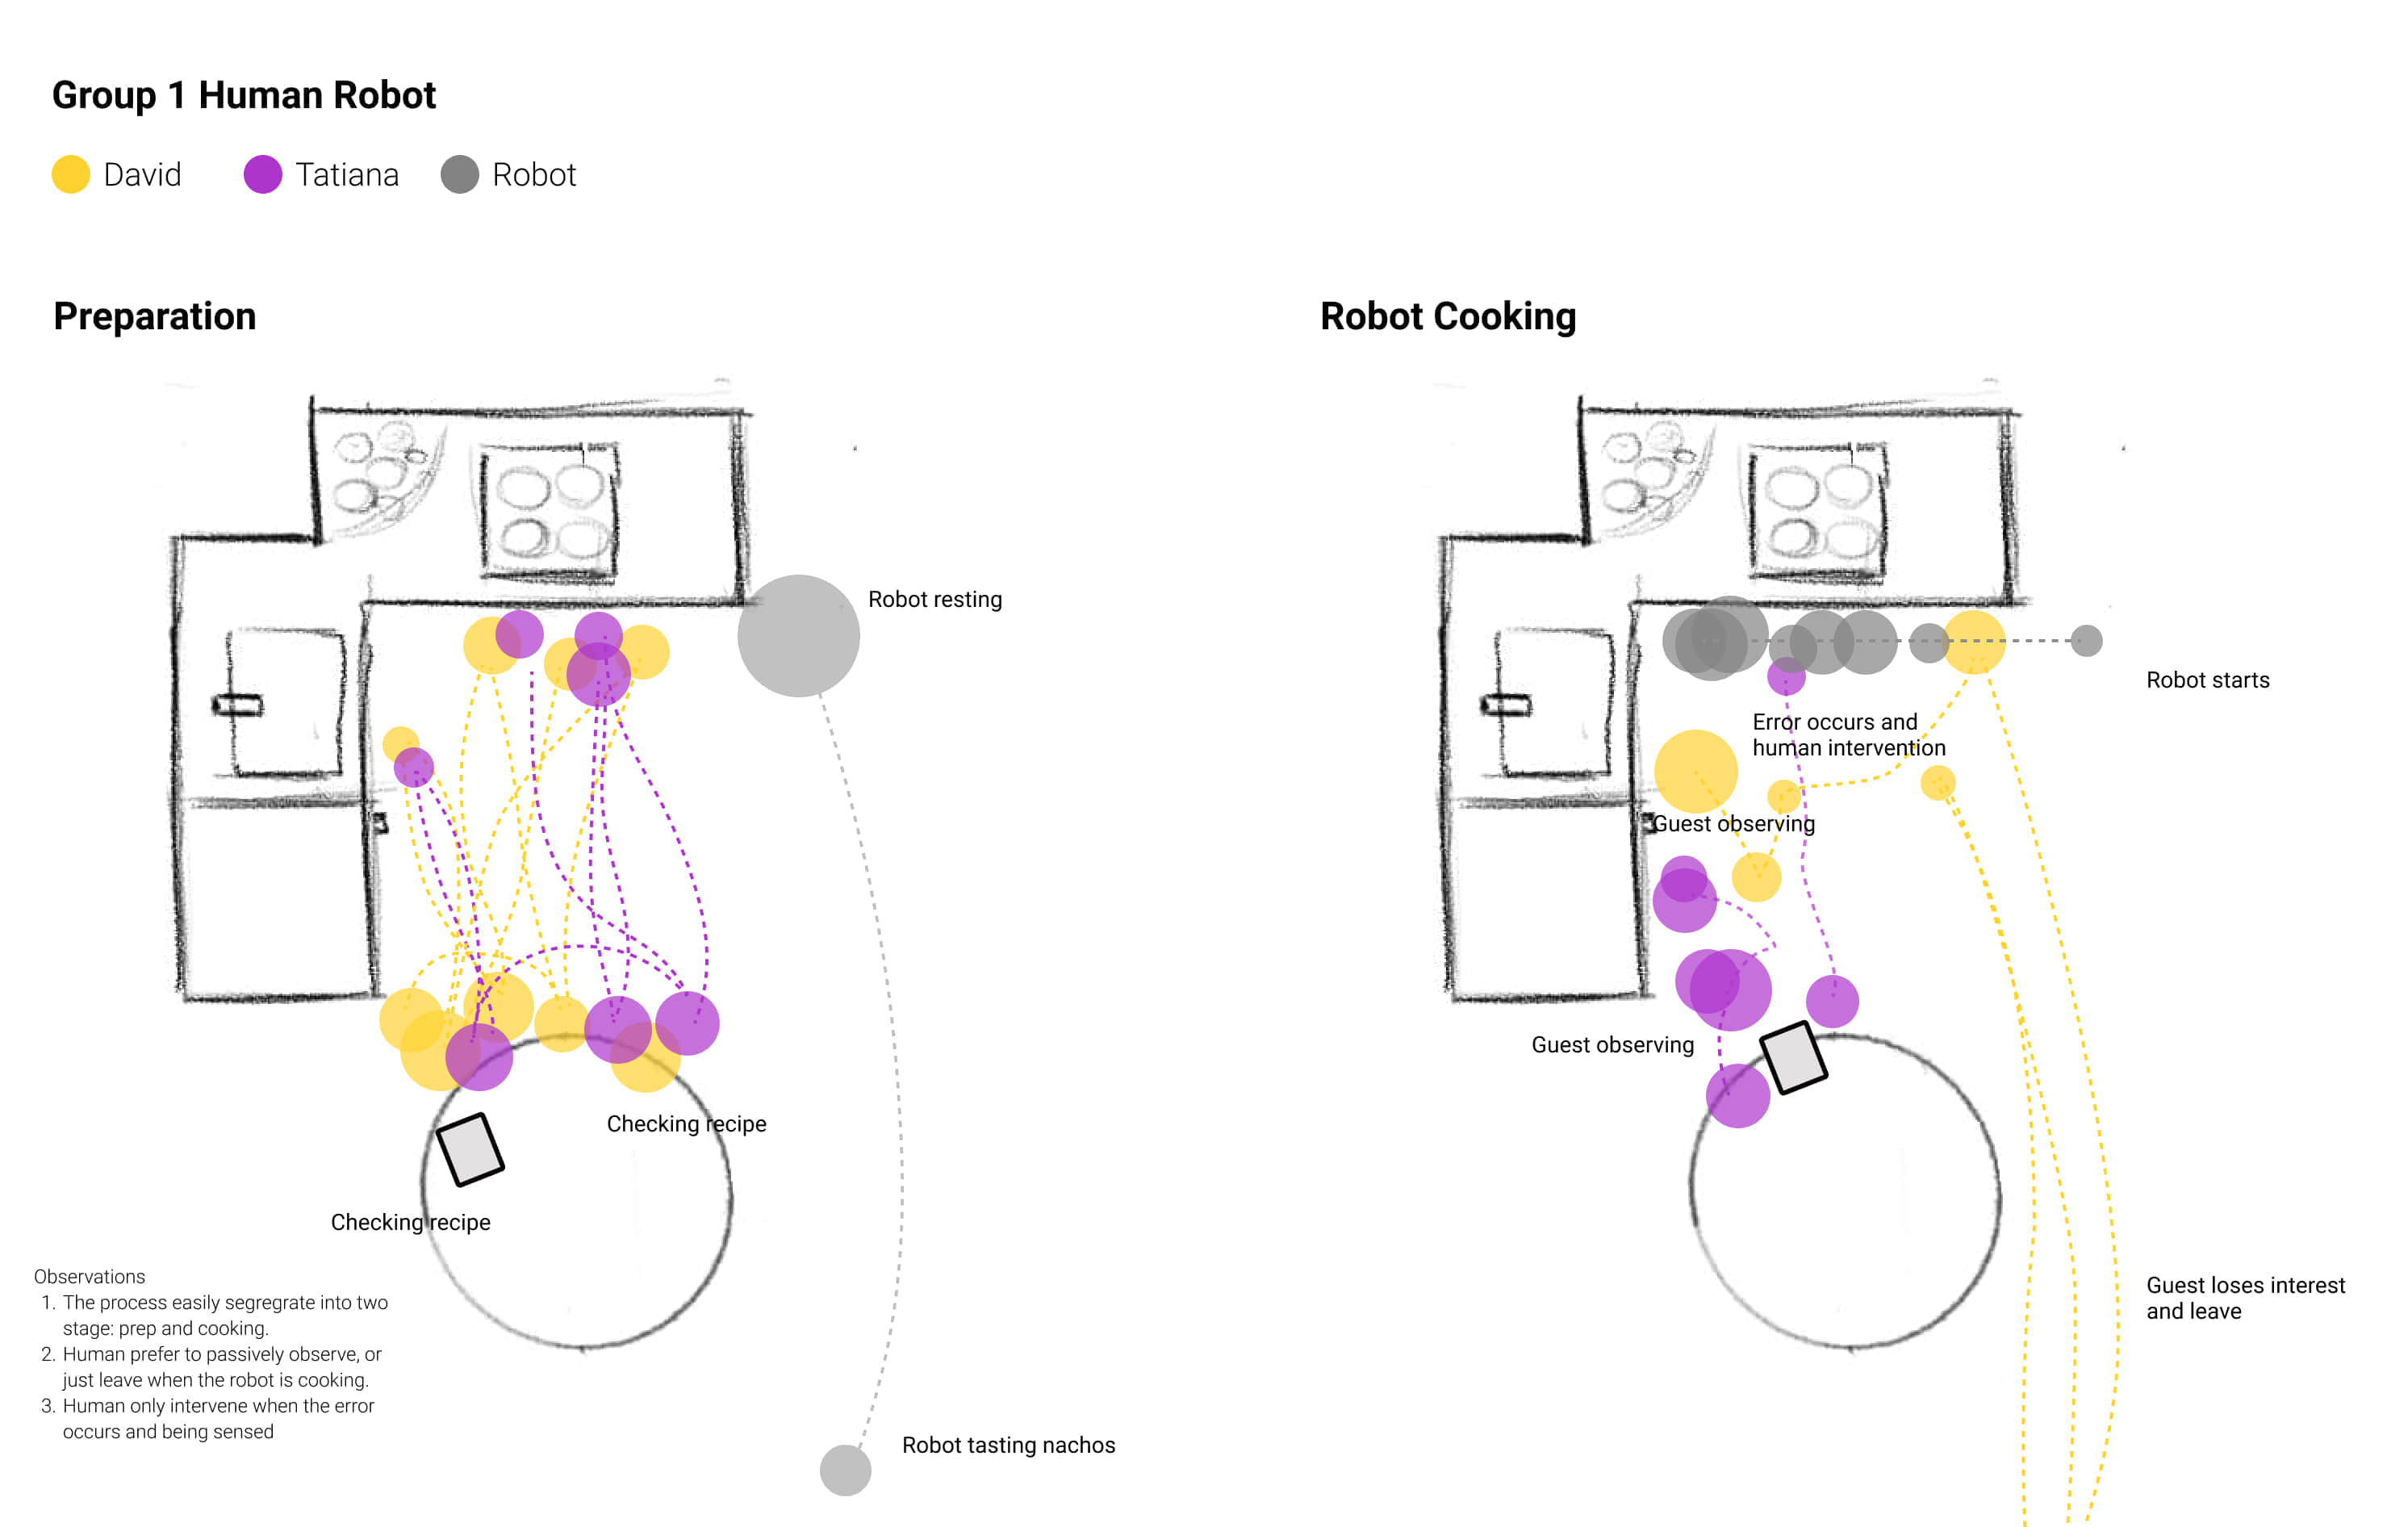 Group 1 Human Robot
David
Tatiana
Robot
Preparation
Robot resting
Checking recipe
Checking recipe
Observations
1. The process easily segregrate into two
stage: prep and cooking.
2. Human prefer to passively observe, or
just leave when the robot is cooking.
3. Human only intervene when the error
occurs and being sensed
Robot tasting nachos
Robot Cooking
Robot starts
Error occurs and
human intervention
Guest observing
Guest observing
Guest loses interest
and leave